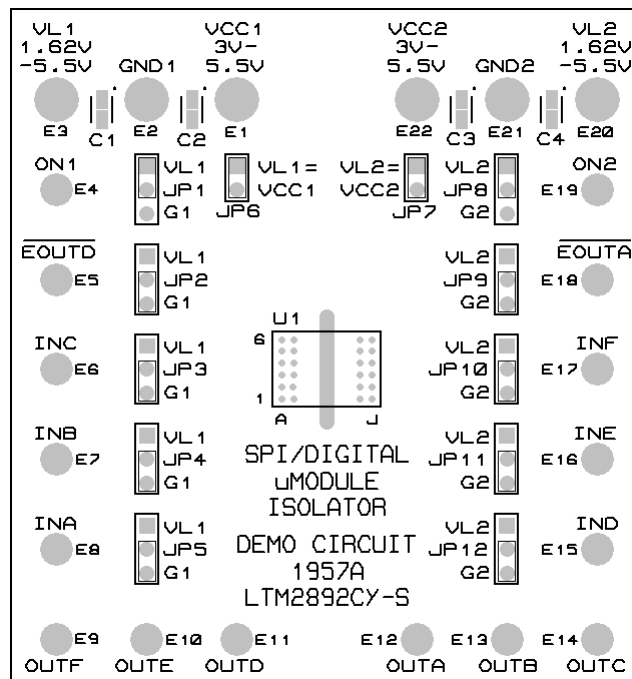 VL1 VCC1 VCC2 VL2
1.62V 3V- 3V- 1.62V
-5.5V GND1 5.5V 5.5V GND2 -5.5V
E3 C1 E2 C2 E1 E22 C3 E21 C4 E20
ON1 VL1 VL1= VL2= VL2 ON2
E4 JP1 VCC1 VCC2 JP8 E19
G1 JP6 JP7 G2
EOUTD VL1 VL2 EOUTA
E5 JP2 JP9 E18
G1 G2
U1
INC VL1 6 VL2 INF
E6 JP3 JP10 E17
G1 1 G2
A J
INB VL1 SPI/DIGITAL VL2 INE
E7 JP4 uMODULE JP11 E16
G1 ISOLATOR G2
INA VL1 DEMO CIRCUIT VL2 IND
E8 JP5 1957A JP12 E15
G1 LTM2892CY-S G2
E9 E10 E11 E12 E13 E14
OUTF OUTE OUTD OUTA OUTB OUTC